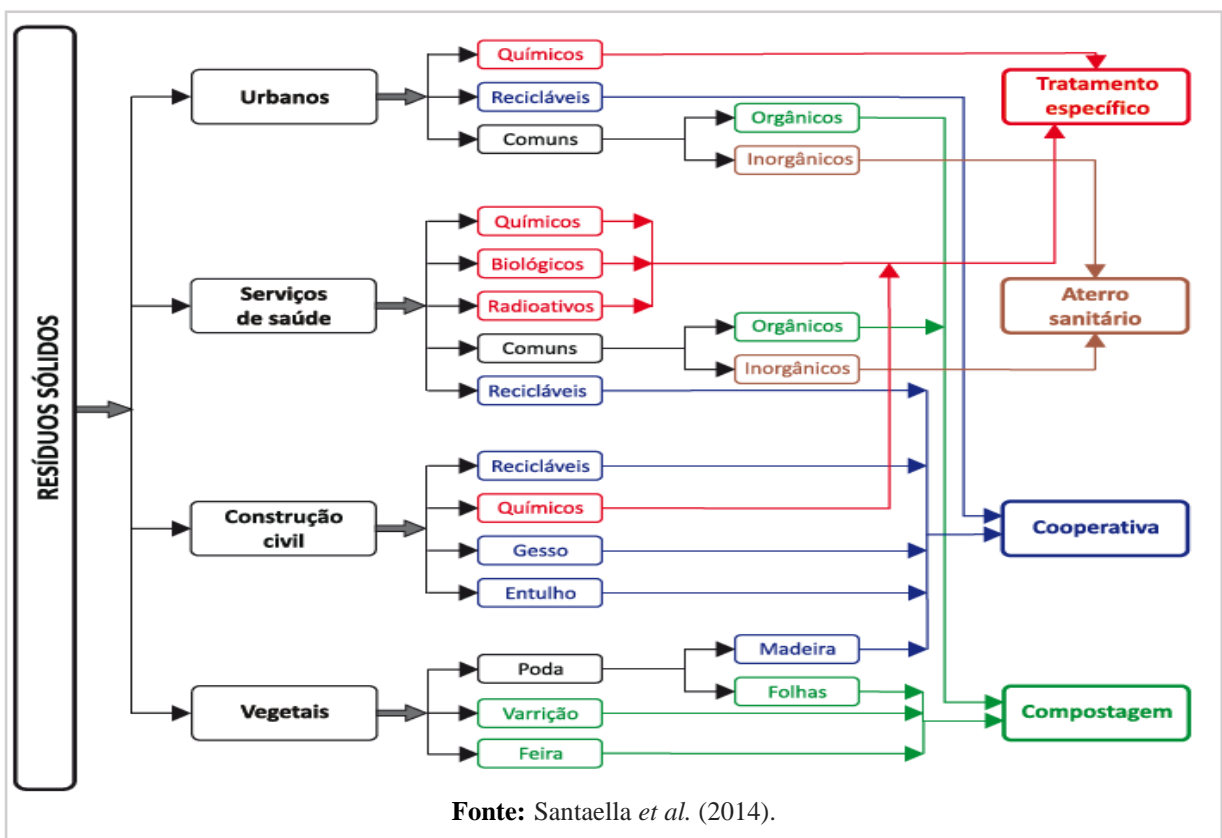 RESÍDUOS SÓLIDOS
Urbanos
Químicos
Recicláveis
Comuns
Orgânicos
Inorgânicos
Serviços
de saúde
Químicos
Biológicos
Radioativos
Comuns
Recicláveis
Orgânicos
Inorgânicos
Construção
civil
Recicláveis
Químicos
Gesso
Entulho
Vegetais
Poda
Varrição
Feira
Madeira
Folhas
Tratamento
específico
Aterro
sanitário
Cooperativa
Compostagem
Fonte: Santaella et al. (2014).